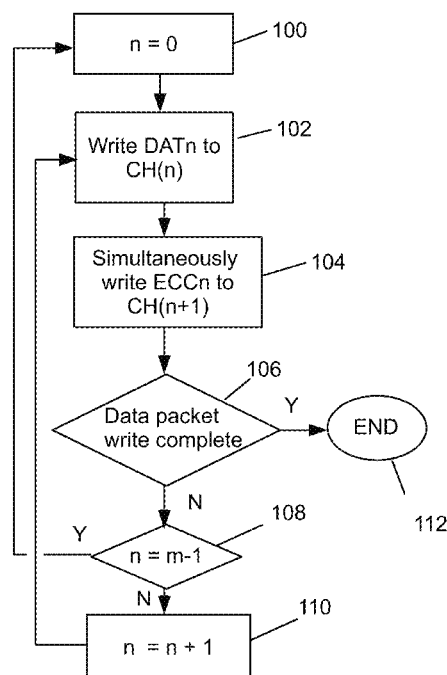 n = 0
100
Write DATn to
CH(n)
102
Simultaneously
write ECCn to
CH(n+1)
104
106
Data packet
write complete
Y
END
112
N
108
Y
n = m-1
N
110
n = n + 1